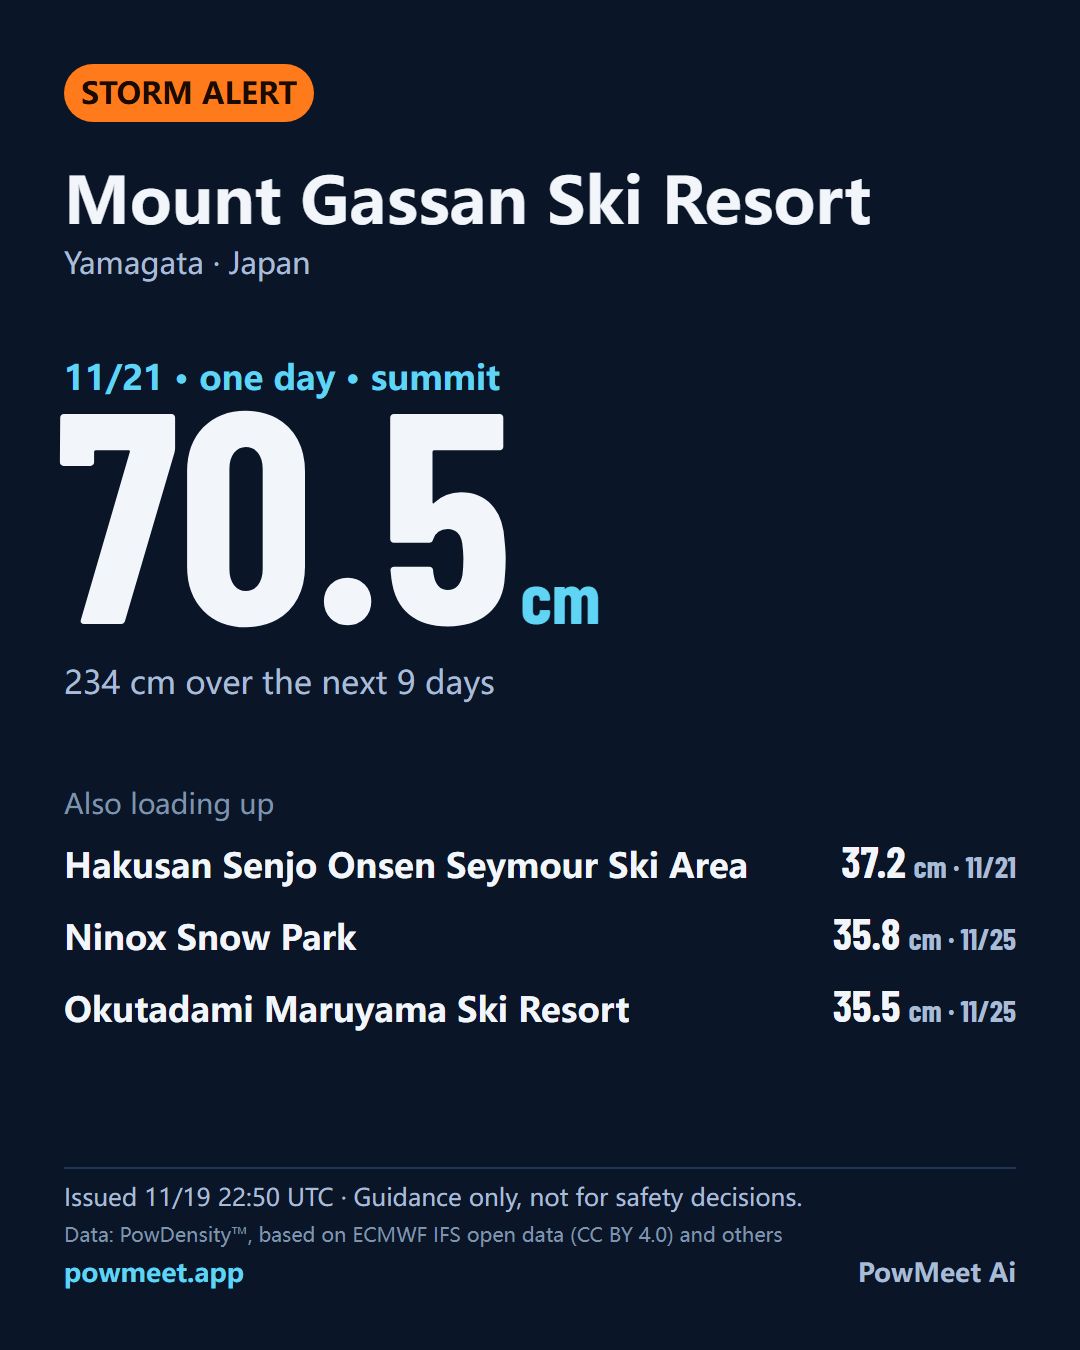 STORM ALERT
Mount Gassan Ski Resort
Yamagata · Japan
11/21 • one day • summit
70.5 cm
234 cm over the next 9 days
Also loading up
Hakusan Senjo Onsen Seymour Ski Area 37.2 cm · 11/21
Ninox Snow Park 35.8 cm · 11/25
Okutadami Maruyama Ski Resort 35.5 cm · 11/25
Issued 11/19 22:50 UTC · Guidance only, not for safety decisions.
Data: PowDensity™, based on ECMWF IFS open data (CC BY 4.0) and others
powmeet.app PowMeet Ai